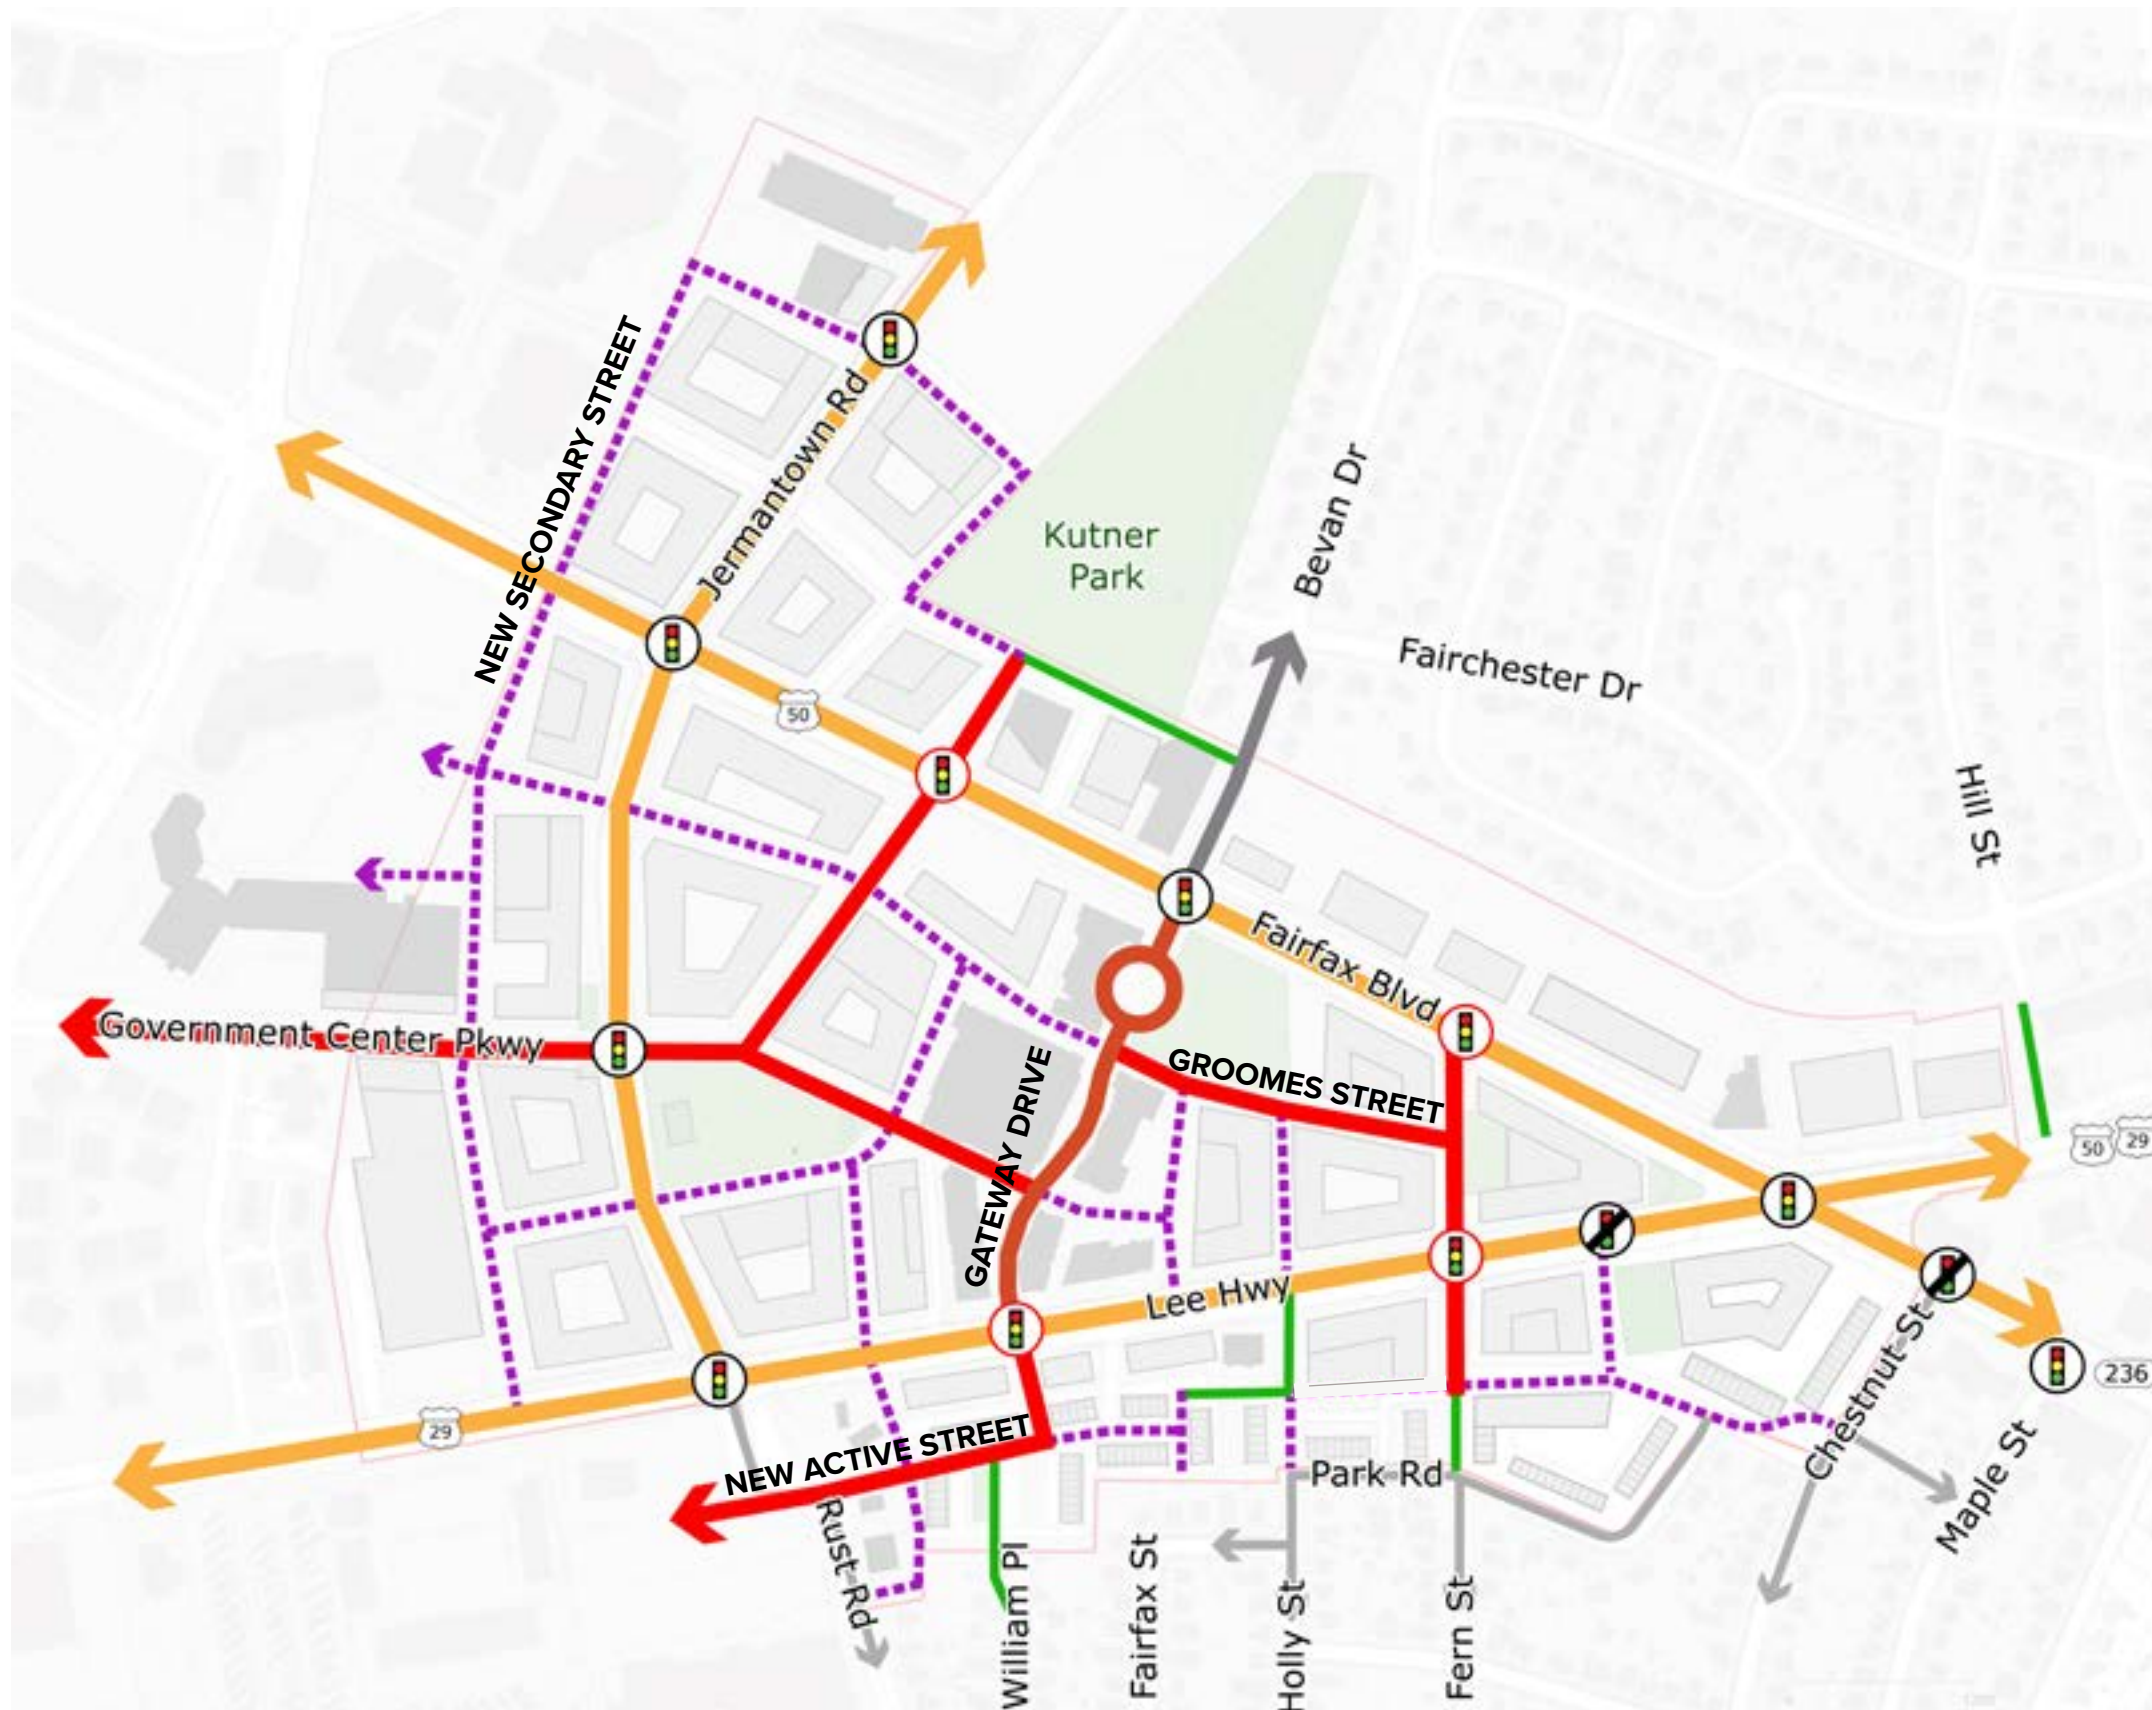 NEW SECONDARY STREET
Jermantown Rd
Kutner
Park
Bevan Dr
Fairchester Dr
50
Hill St
Fairfax Blvd
Government Center Pkwy
GROOMES STREET
GATEWAY DRIVE
50
29
Lee Hwy
236
29
Chestnut St
NEW ACTIVE STREET
Park Rd
Maple St
Rust Rd
William Pl
Fairfax St
Holly St
Fern St